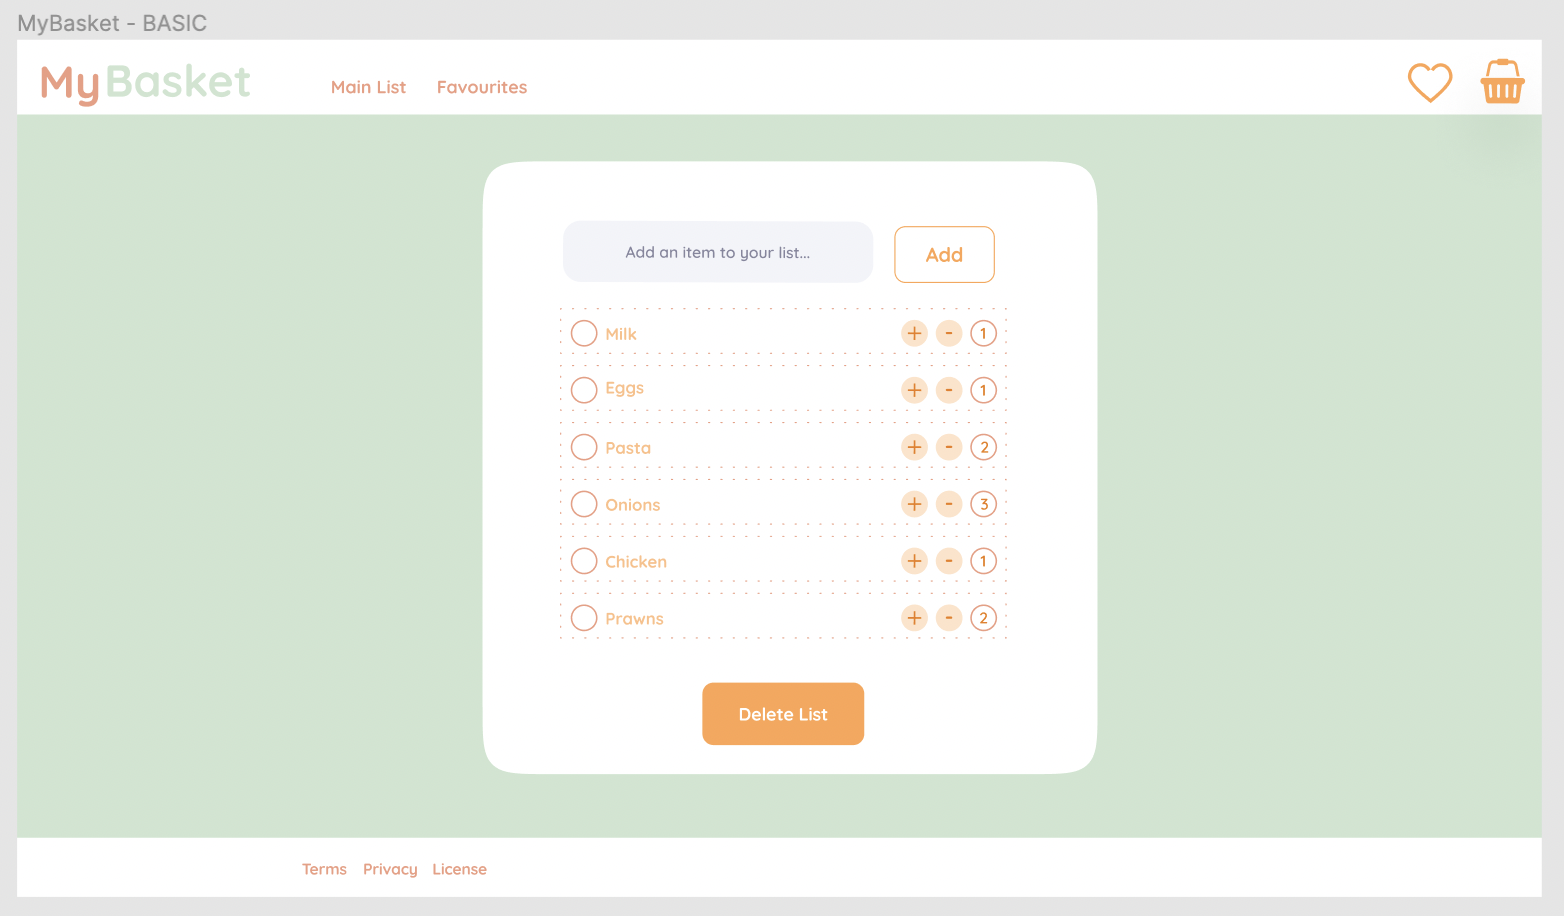 MyBasket - BASIC
MyBasket
Main List Favourites
Add an item to your list...
Add
Milk + - 1
Eggs + - 1
Pasta + - 2
Onions + - 3
Chicken + - 1
Prawns + - 2
Delete List
Terms Privacy License